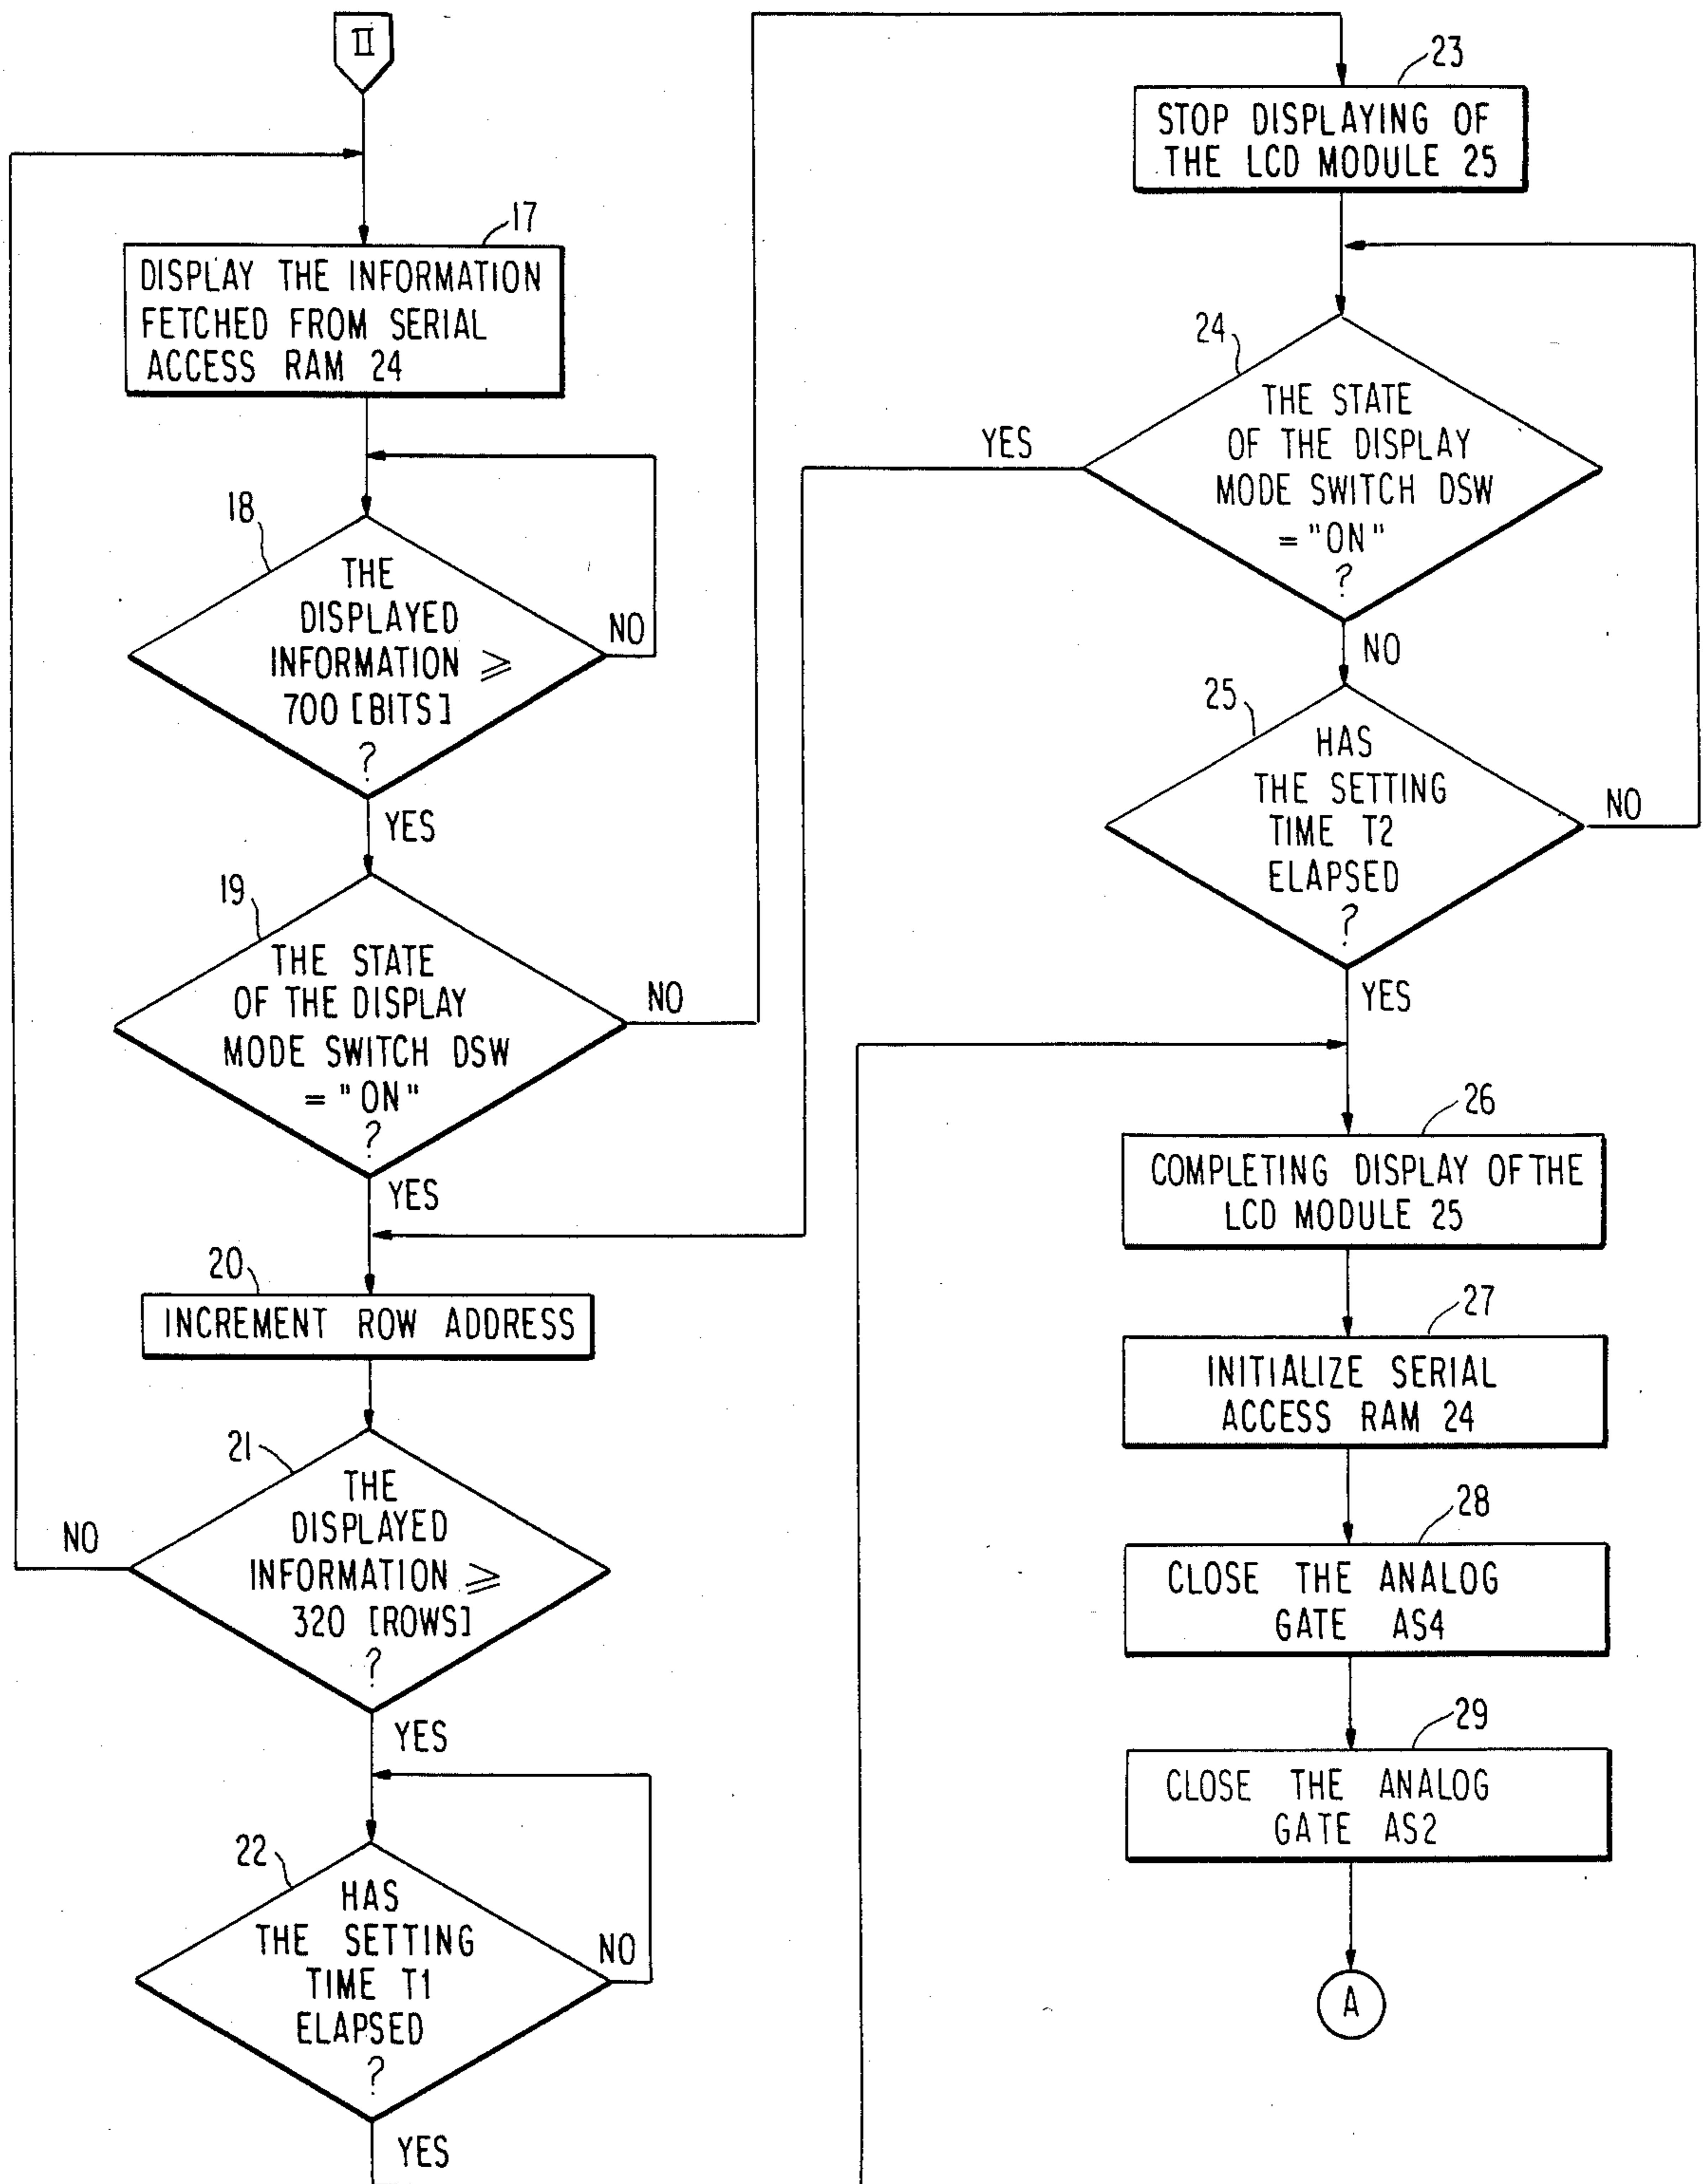 II
17
DISPLAY THE INFORMATION
FETCHED FROM SERIAL
ACCESS RAM 24
18
THE
DISPLAYED
INFORMATION ≥
700 [BITS]
?
NO
YES
19
THE STATE
OF THE DISPLAY
MODE SWITCH DSW
= "ON"
?
NO
YES
20
INCREMENT ROW ADDRESS
21
THE
DISPLAYED
INFORMATION ≥
320 [ROWS]
?
NO
YES
22
HAS
THE SETTING
TIME T1
ELAPSED
?
NO
YES
23
STOP DISPLAYING OF
THE LCD MODULE 25
24
THE STATE
OF THE DISPLAY
MODE SWITCH DSW
= "ON"
?
YES
NO
25
HAS
THE SETTING
TIME T2
ELAPSED
?
NO
YES
26
COMPLETING DISPLAY OF THE
LCD MODULE 25
27
INITIALIZE SERIAL
ACCESS RAM 24
28
CLOSE THE ANALOG
GATE AS4
29
CLOSE THE ANALOG
GATE AS2
A